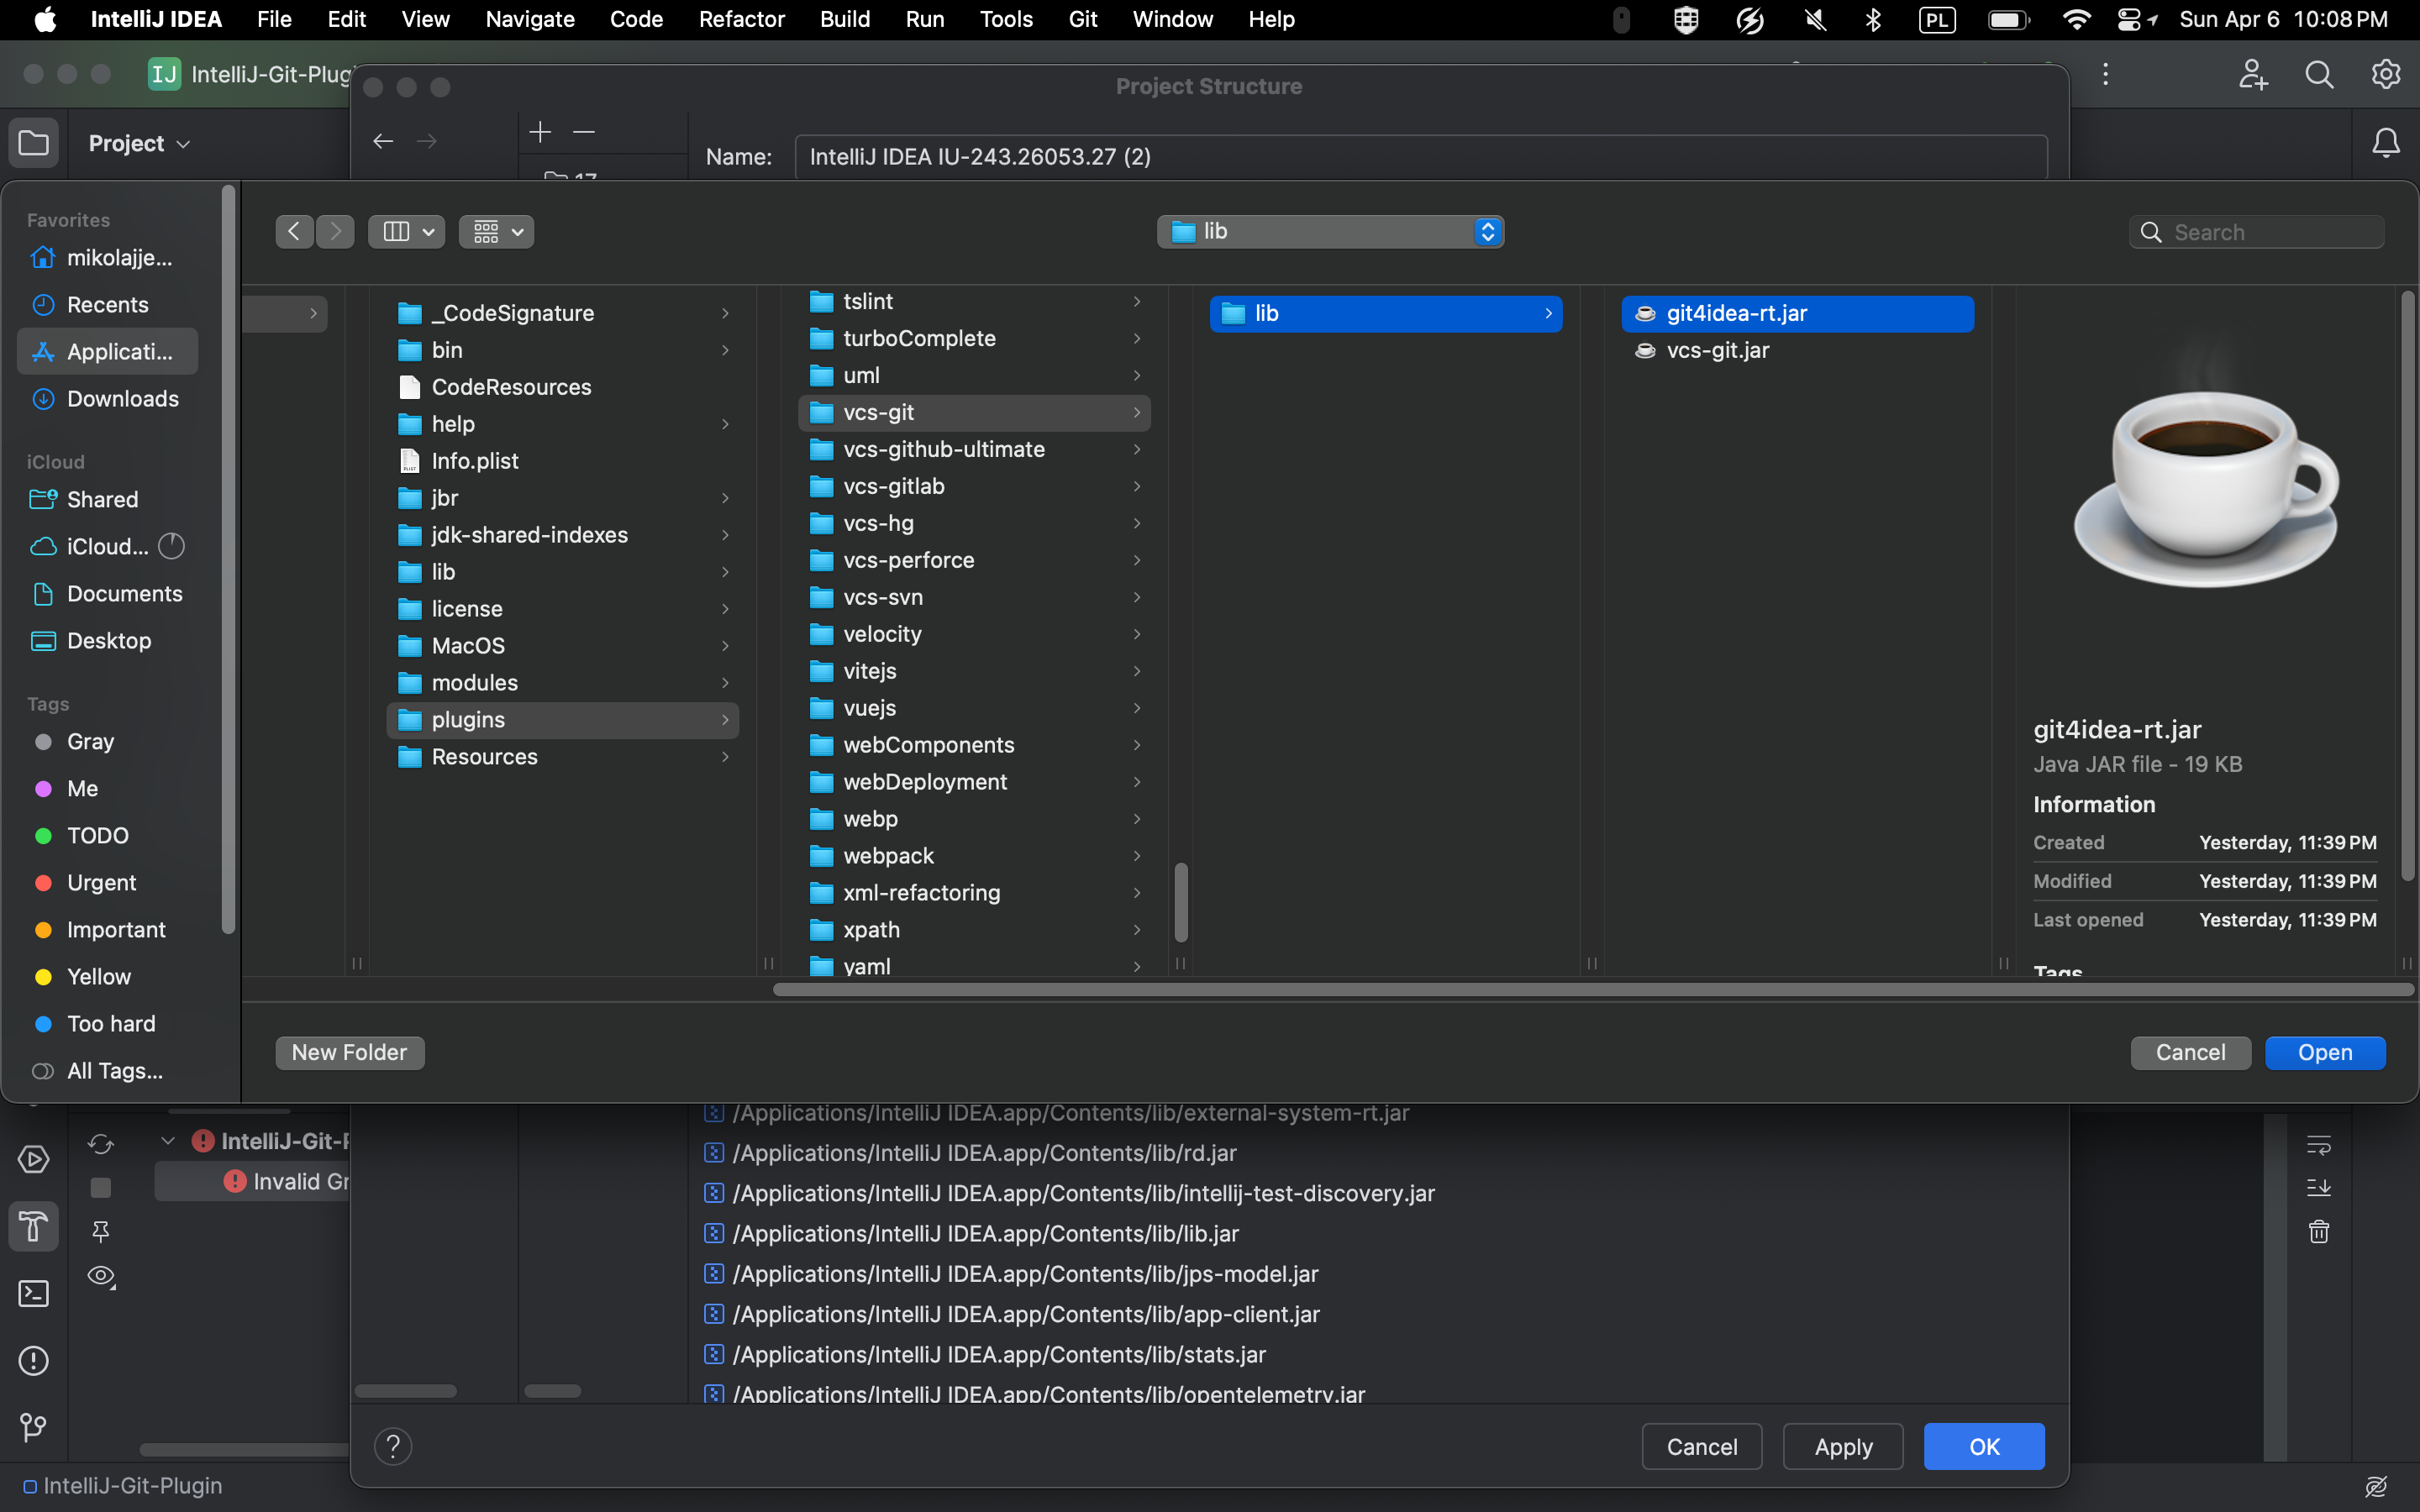 IntelliJ IDEA File Edit View Navigate Code Refactor Build Run Tools Git Window Help PL Sun Apr 6 10:08 PM
IJ IntelliJ-Git-Plug
Project Structure
Project
Name: IntelliJ IDEA IU-243.26053.27 (2)
17
Favorites
mikolajje...
Recents
Applicati...
Downloads
iCloud
Shared
iCloud...
Documents
Desktop
Tags
Gray
Me
TODO
Urgent
Important
Yellow
Too hard
All Tags...
lib
Search
_CodeSignature
bin
CodeResources
help
Info.plist
jbr
jdk-shared-indexes
lib
license
MacOS
modules
plugins
Resources
tslint
turboComplete
uml
vcs-git
vcs-github-ultimate
vcs-gitlab
vcs-hg
vcs-perforce
vcs-svn
velocity
vitejs
vuejs
webComponents
webDeployment
webp
webpack
xml-refactoring
xpath
yaml
lib
git4idea-rt.jar
vcs-git.jar
git4idea-rt.jar
Java JAR file - 19 KB
Information
Created Yesterday, 11:39 PM
Modified Yesterday, 11:39 PM
Last opened Yesterday, 11:39 PM
Tags
New Folder
Cancel Open
IntelliJ-Git-P
Invalid Gr
/Applications/IntelliJ IDEA.app/Contents/lib/external-system-rt.jar
/Applications/IntelliJ IDEA.app/Contents/lib/rd.jar
/Applications/IntelliJ IDEA.app/Contents/lib/intellij-test-discovery.jar
/Applications/IntelliJ IDEA.app/Contents/lib/lib.jar
/Applications/IntelliJ IDEA.app/Contents/lib/jps-model.jar
/Applications/IntelliJ IDEA.app/Contents/lib/app-client.jar
/Applications/IntelliJ IDEA.app/Contents/lib/stats.jar
/Applications/IntelliJ IDEA.app/Contents/lib/opentelemetry.jar
? Cancel Apply OK
IntelliJ-Git-Plugin